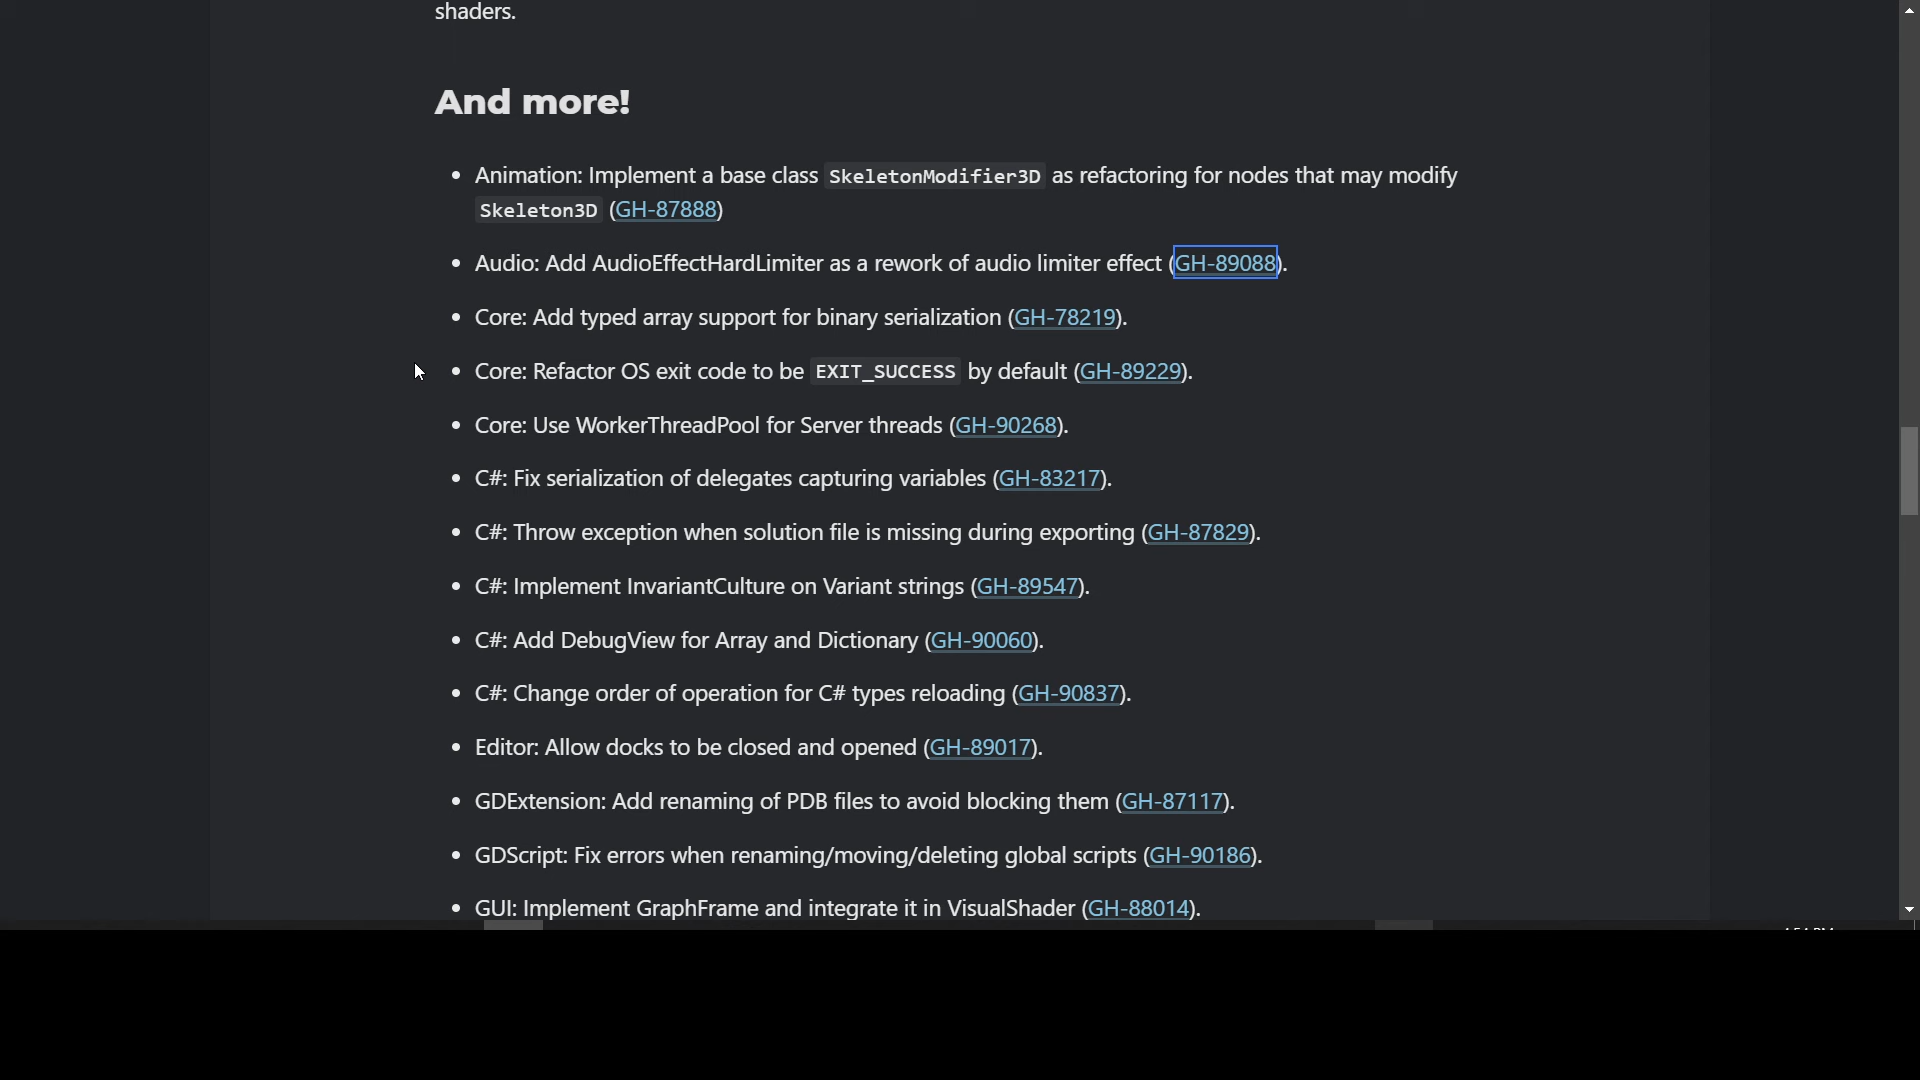 shaders.
And more!
• Animation: Implement a base class SkeletonModifier3D as refactoring for nodes that may modify
Skeleton3D (GH-87888)
• Audio: Add AudioEffectHardLimiter as a rework of audio limiter effect (GH-89088).
• Core: Add typed array support for binary serialization (GH-78219).
• Core: Refactor OS exit code to be EXIT_SUCCESS by default (GH-89229).
• Core: Use WorkerThreadPool for Server threads (GH-90268).
• C#: Fix serialization of delegates capturing variables (GH-83217).
• C#: Throw exception when solution file is missing during exporting (GH-87829).
• C#: Implement InvariantCulture on Variant strings (GH-89547).
• C#: Add DebugView for Array and Dictionary (GH-90060).
• C#: Change order of operation for C# types reloading (GH-90837).
• Editor: Allow docks to be closed and opened (GH-89017).
• GDExtension: Add renaming of PDB files to avoid blocking them (GH-87117).
• GDScript: Fix errors when renaming/moving/deleting global scripts (GH-90186).
• GUI: Implement GraphFrame and integrate it in VisualShader (GH-88014).